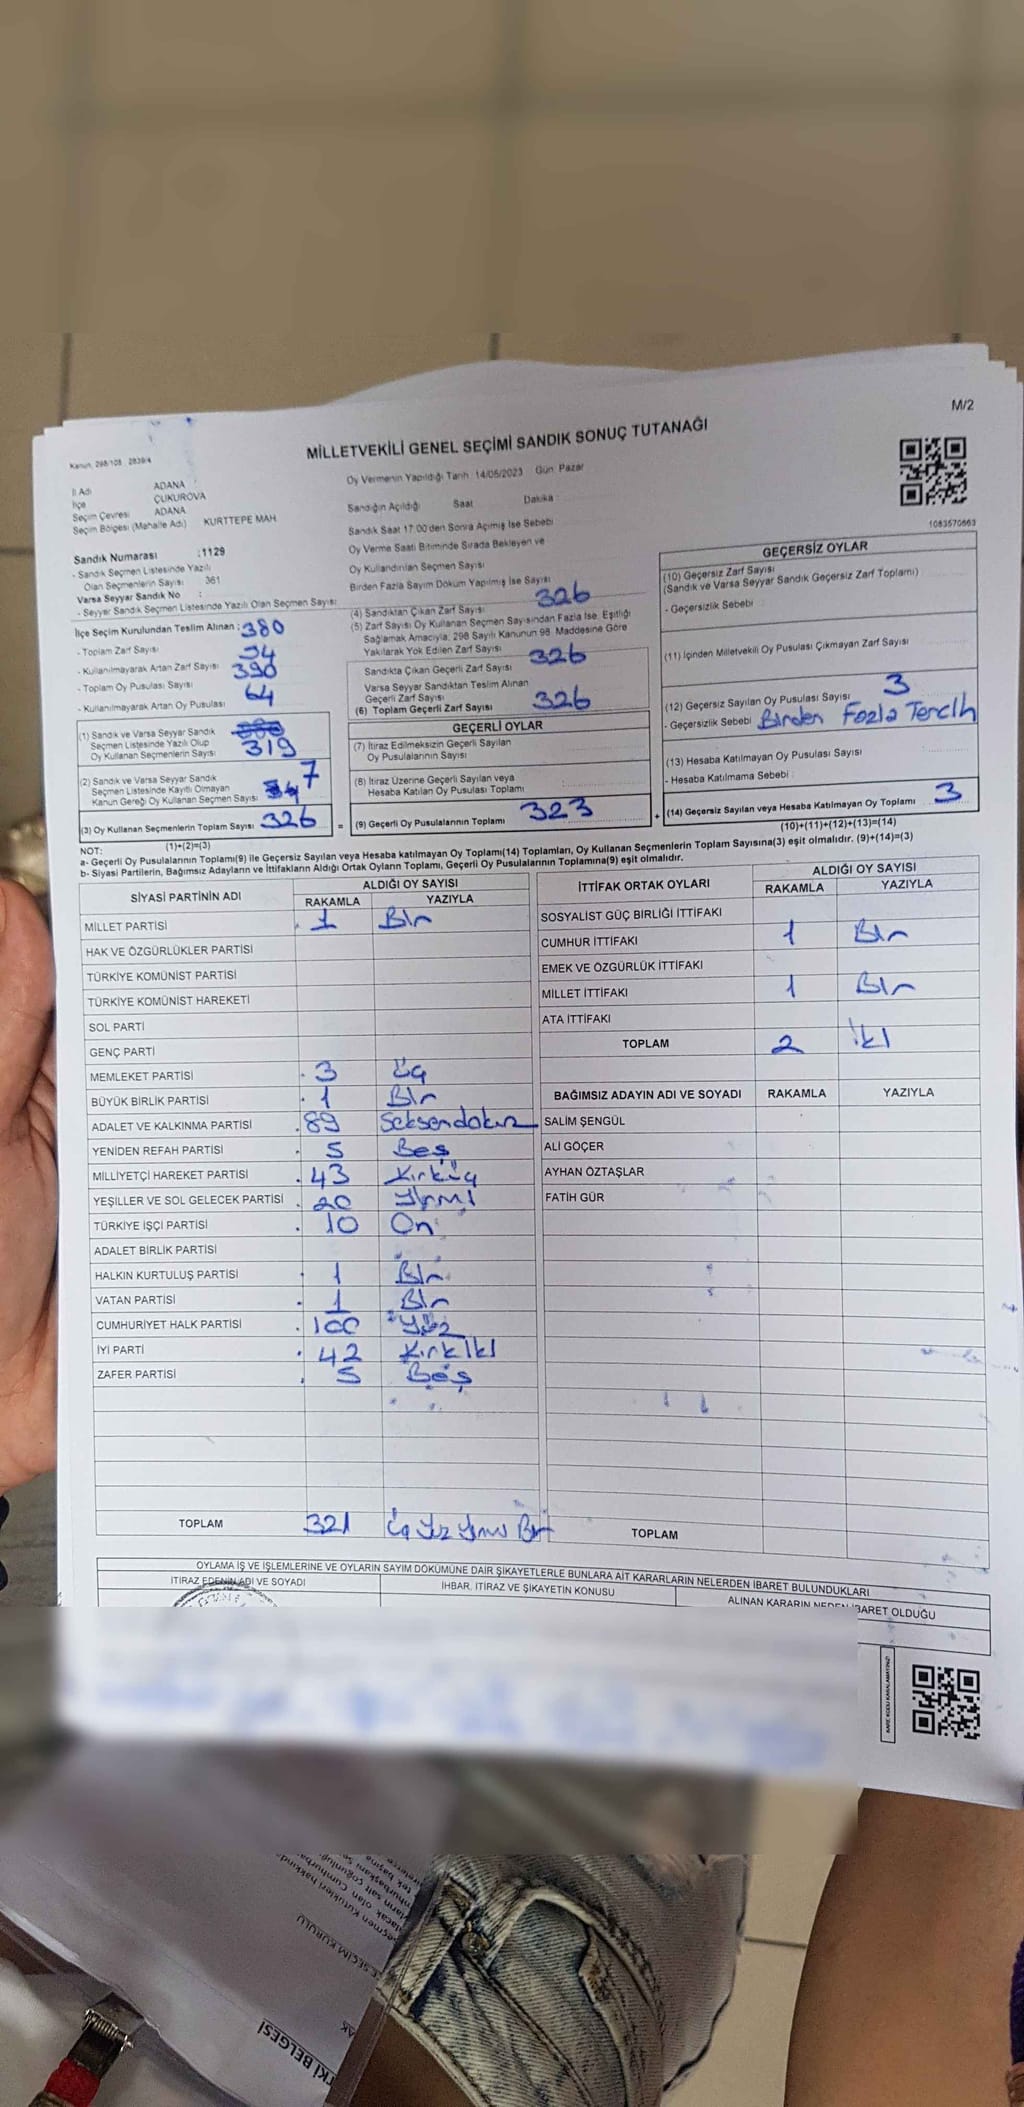 M/2
MİLLETVEKİLİ GENEL SEÇİMİ SANDIK SONUÇ TUTANAĞI
Kanun: 298/105 2839/4
İl Adı ADANA
İlçe ÇUKUROVA
Seçim Çevresi ADANA
Seçim Bölgesi (Mahalle Adı) KURTTEPE MAH.
Sandık Numarası :1129
- Sandık Seçmen Listesinde Yazılı
Olan Seçmenlerin Sayısı 361
Varsa Seyyar Sandık No :
- Seyyar Sandık Seçmen Listesinde Yazılı Olan Seçmen Sayısı
İlçe Seçim Kurulundan Teslim Alınan : 380
- Toplam Zarf Sayısı
- Kullanılmayarak Artan Zarf Sayısı
- Toplam Oy Pusulası Sayısı 390
- Kullanılmayarak Artan Oy Pusulası 64
(1) Sandık ve Varsa Seyyar Sandık
Seçmen Listesinde Yazılı Olup
Oy Kullanan Seçmenlerin Sayısı 319
(2) Sandık ve Varsa Seyyar Sandık
Seçmen Listesinde Kayıtlı Olmayan
Kanun Gereği Oy Kullanan Seçmen Sayısı 7
(3) Oy Kullanan Seçmenlerin Toplam Sayısı 326
(1)+(2)=(3)
Oy Vermenin Yapıldığı Tarih 14/05/2023 Gün: Pazar
Sandığın Açıldığı Saat Dakika
Sandık Saat 17:00'den Sonra Açılmış İse Sebebi
Oy Verme Saati Bitiminde Sırada Bekleyen ve
Oy Kullandırılan Seçmen Sayısı
Birden Fazla Sayım Döküm Yapılmış İse Sayısı
(4) Sandıktan Çıkan Zarf Sayısı 326
(5) Zarf Sayısı Oy Kullanan Seçmen Sayısından Fazla İse, Eşitliği
Sağlamak Amacıyla; 298 Sayılı Kanunun 98. Maddesine Göre
Yakılarak Yok Edilen Zarf Sayısı
Sandıkta Çıkan Geçerli Zarf Sayısı 326
Varsa Seyyar Sandıktan Teslim Alınan
Geçerli Zarf Sayısı
(6) Toplam Geçerli Zarf Sayısı 326
GEÇERLİ OYLAR
(7) İtiraz Edilmeksizin Geçerli Sayılan
Oy Pusulalarının Sayısı
(8) İtiraz Üzerine Geçerli Sayılan veya
Hesaba Katılan Oy Pusulası Toplamı
= (9) Geçerli Oy Pusulalarının Toplamı 323
1083570663
GEÇERSİZ OYLAR
(10) Geçersiz Zarf Sayısı
(Sandık ve Varsa Seyyar Sandık Geçersiz Zarf Toplamı)
- Geçersizlik Sebebi
(11) İçinden Milletvekili Oy Pusulası Çıkmayan Zarf Sayısı
(12) Geçersiz Sayılan Oy Pusulası Sayısı 3
- Geçersizlik Sebebi Birden Fazla Tercih
(13) Hesaba Katılmayan Oy Pusulası Sayısı
- Hesaba Katılmama Sebebi
+ (14) Geçersiz Sayılan veya Hesaba Katılmayan Oy Toplamı 3
(10)+(11)+(12)+(13)=(14)
NOT:
a- Geçerli Oy Pusulalarının Toplamı(9) ile Geçersiz Sayılan veya Hesaba katılmayan Oy Toplamı(14) Toplamları, Oy Kullanan Seçmenlerin Toplam Sayısına(3) eşit olmalıdır. (9)+(14)=(3)
b- Siyasi Partilerin, Bağımsız Adayların ve İttifakların Aldığı Ortak Oyların Toplamı, Geçerli Oy Pusulalarının Toplamına(9) eşit olmalıdır.
SİYASİ PARTİNİN ADI ALDIĞI OY SAYISI
RAKAMLA YAZIYLA
MİLLET PARTİSİ 1 Bir
HAK VE ÖZGÜRLÜKLER PARTİSİ
TÜRKİYE KOMÜNİST PARTİSİ
TÜRKİYE KOMÜNİST HAREKETİ
SOL PARTİ
GENÇ PARTİ
MEMLEKET PARTİSİ 3 Üç
BÜYÜK BİRLİK PARTİSİ 1 Bir
ADALET VE KALKINMA PARTİSİ 89 Seksendokuz
YENİDEN REFAH PARTİSİ 5 Beş
MİLLİYETÇİ HAREKET PARTİSİ 43 Kırküç
YEŞİLLER VE SOL GELECEK PARTİSİ 20 Yirmi
TÜRKİYE İŞÇİ PARTİSİ 10 On
ADALET BİRLİK PARTİSİ
HALKIN KURTULUŞ PARTİSİ 1 Bir
VATAN PARTİSİ 1 Bir
CUMHURİYET HALK PARTİSİ 100 Yüz
İYİ PARTİ 42 Kırkiki
ZAFER PARTİSİ 5 Beş
TOPLAM 321 Üç Yüz Yirmi Bir
İTTİFAK ORTAK OYLARI ALDIĞI OY SAYISI
RAKAMLA YAZIYLA
SOSYALİST GÜÇ BİRLİĞİ İTTİFAKI
CUMHUR İTTİFAKI 1 Bir
EMEK VE ÖZGÜRLÜK İTTİFAKI
MİLLET İTTİFAKI 1 Bir
ATA İTTİFAKI
TOPLAM 2 İki
BAĞIMSIZ ADAYIN ADI VE SOYADI RAKAMLA YAZIYLA
SALİM ŞENGÜL
ALİ GÖÇER
AYHAN ÖZTAŞLAR
FATİH GÜR
TOPLAM
OYLAMA İŞ VE İŞLEMLERİNE VE OYLARIN SAYIM DÖKÜMÜNE DAİR ŞİKAYETLERLE BUNLARA AİT KARARLARIN NELERDEN İBARET BULUNDUKLARI
İTİRAZ EDENİN ADI VE SOYADI İHBAR, İTİRAZ VE ŞİKAYETİN KONUSU ALINAN KARARIN NEDEN İBARET OLDUĞU
KARE KODU KARALAMAYINIZ!
E SEÇİM KURULU
TKİ BELGESİ